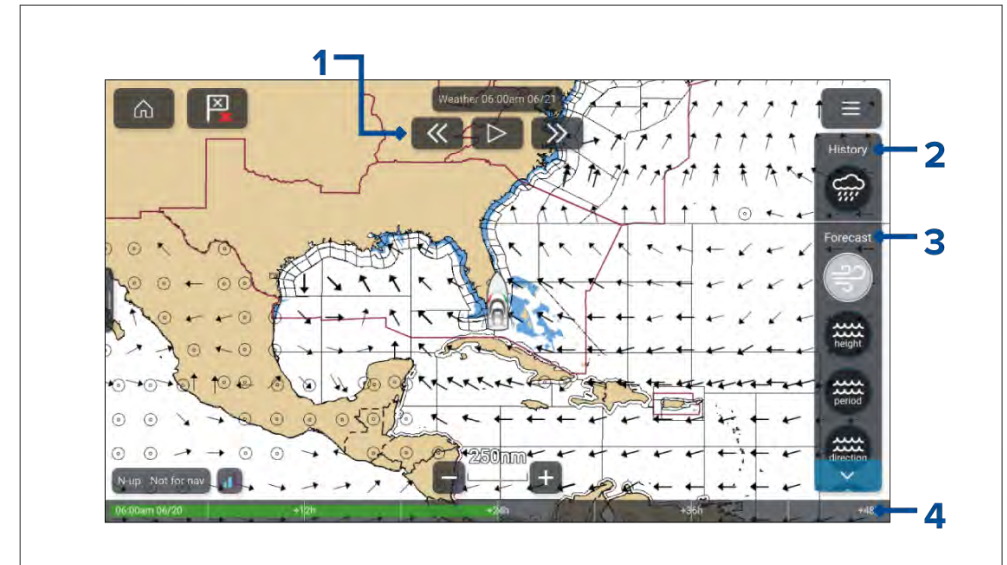 1
Weather 06:00am 06/21
History
2
Forecast
3
height
period
direction
250nm
N-up Not for nav
06:00am 06/20 +12h +24h +36h +48
4